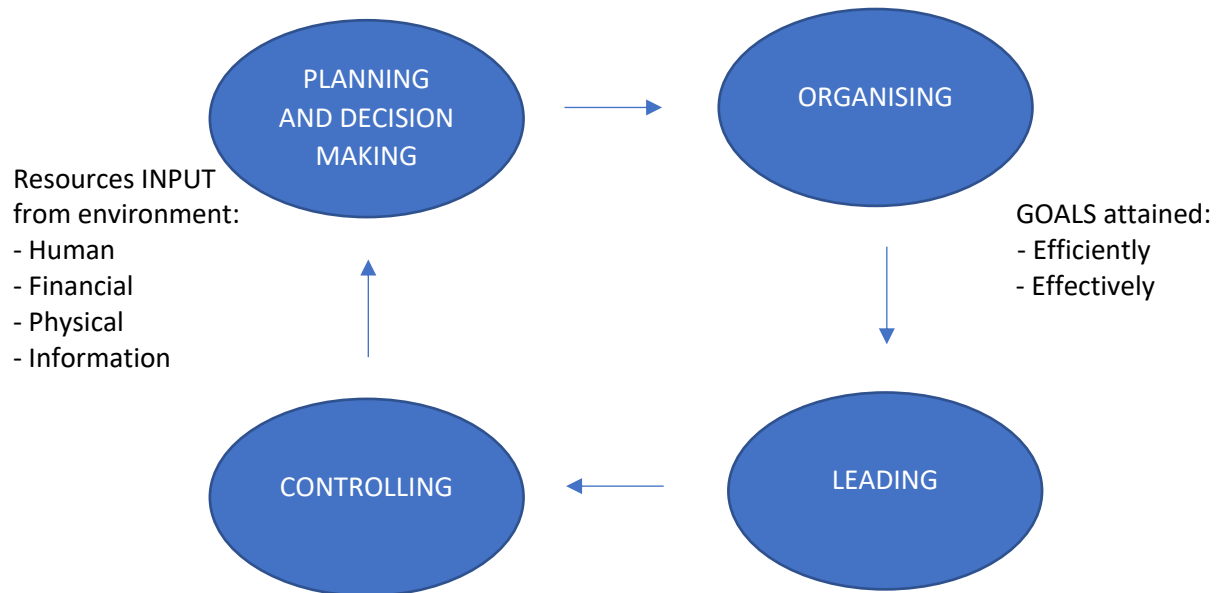 PLANNING
AND DECISION
MAKING
ORGANISING
Resources INPUT
from environment:
- Human
- Financial
- Physical
- Information
GOALS attained:
- Efficiently
- Effectively
CONTROLLING
LEADING